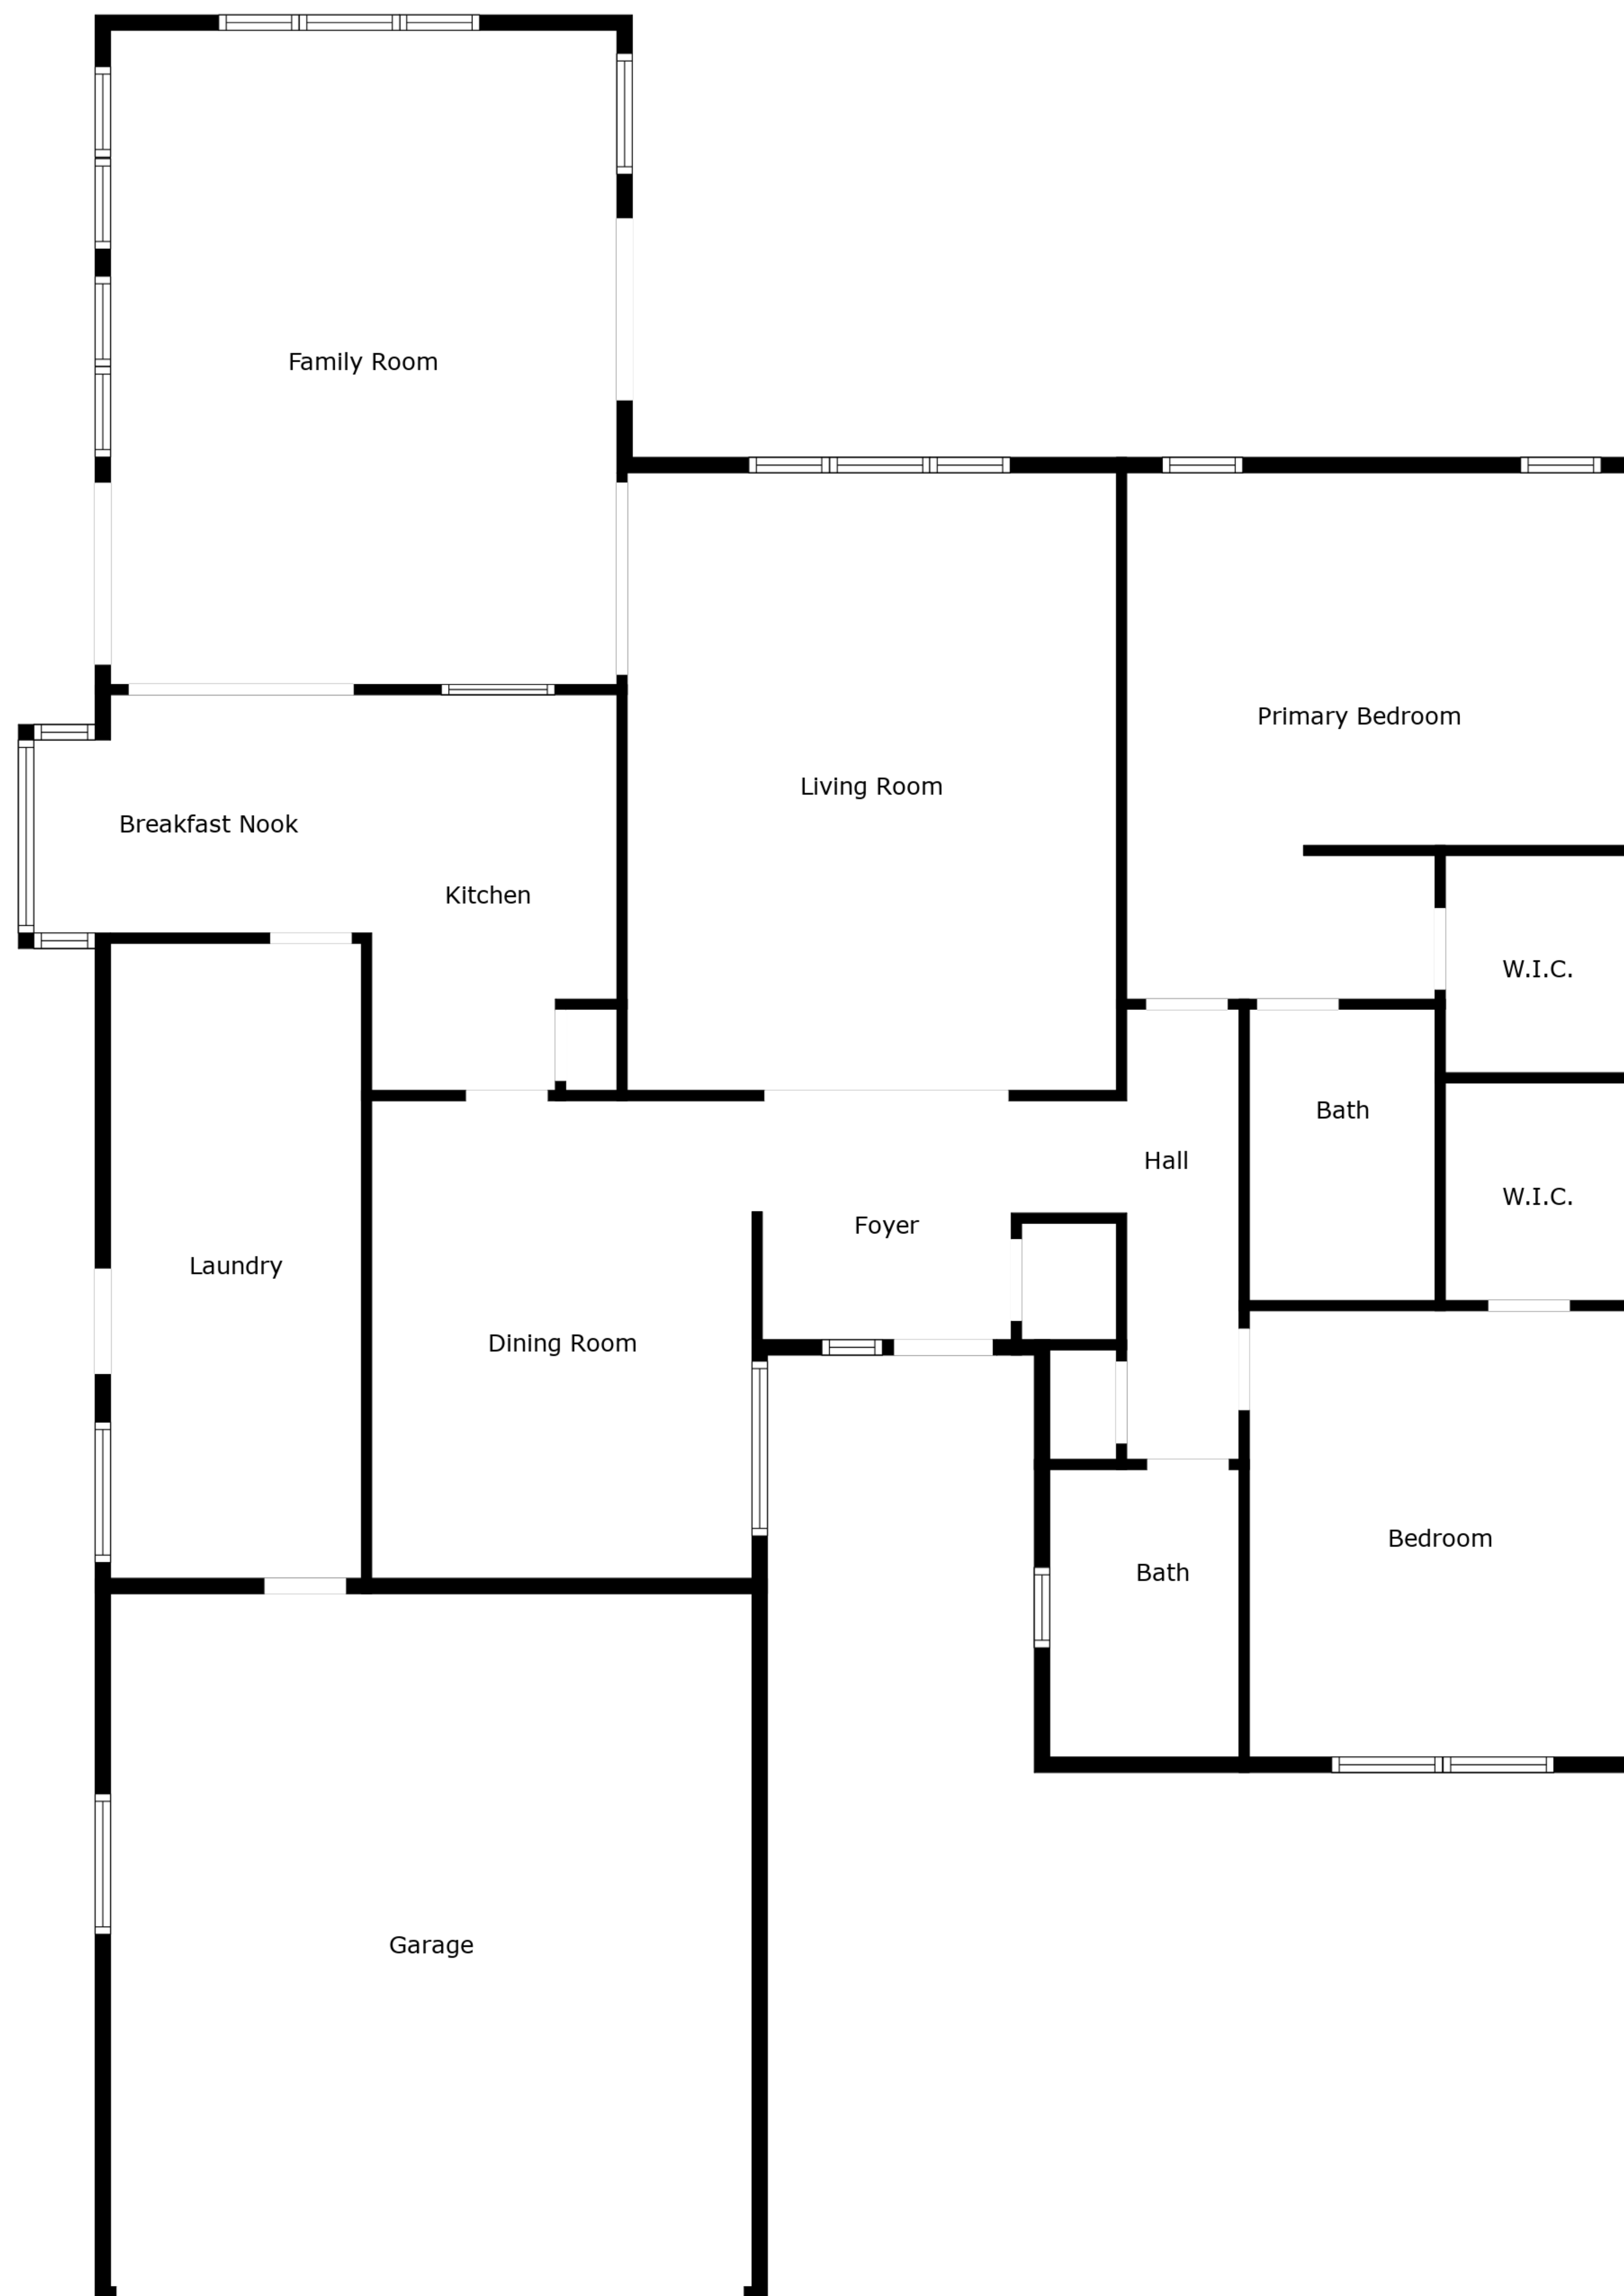 Family Room
Primary Bedroom
Living Room
Breakfast Nook
Kitchen
W.I.C.
Bath
Hall
W.I.C.
Foyer
Laundry
Dining Room
Bedroom
Bath
Garage